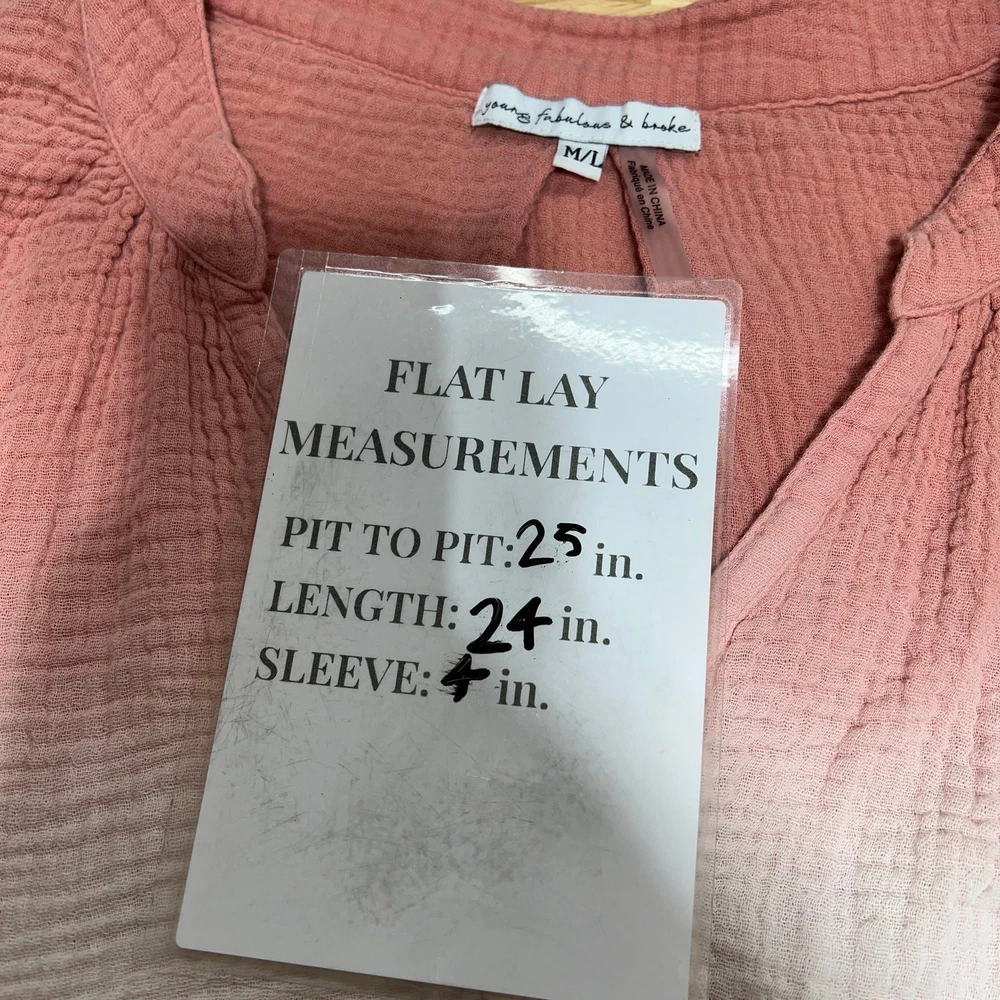 young fabulous & broke
M/L
MADE IN CHINA
Fabriqué en Chine
FLAT LAY
MEASUREMENTS
PIT TO PIT: 25 in.
LENGTH: 24 in.
SLEEVE: 4 in.